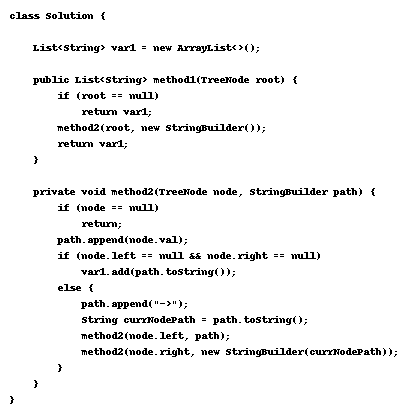 class Solution {
    List<String> var1 = new ArrayList<>();
    public List<String> method1(TreeNode root) {
        if (root == null)
            return var1;
        method2(root, new StringBuilder());
        return var1;
    }
    private void method2(TreeNode node, StringBuilder path) {
        if (node == null)
            return;
        path.append(node.val);
        if (node.left == null && node.right == null)
            var1.add(path.toString());
        else {
            path.append("->");
            String currNodePath = path.toString();
            method2(node.left, path);
            method2(node.right, new StringBuilder(currNodePath));
        }
    }
}